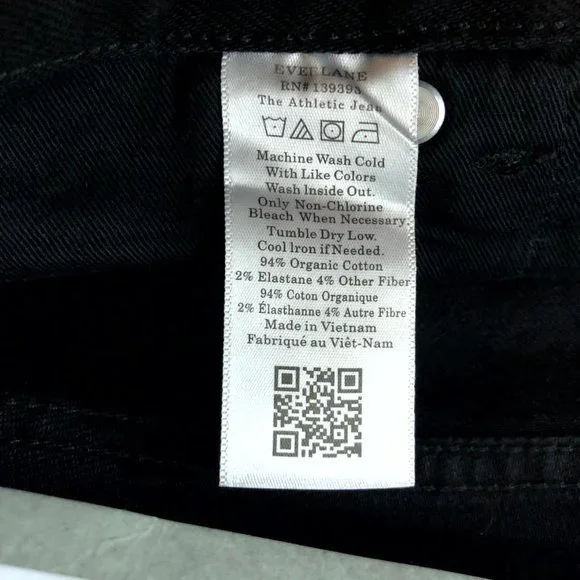 EVERLANE
RN# 139393
The Athletic Jean
Machine Wash Cold
With Like Colors
Wash Inside Out.
Only Non-Chlorine
Bleach When Necessary.
Tumble Dry Low.
Cool Iron if Needed.
94% Organic Cotton
2% Elastane 4% Other Fiber
94% Coton Organique
2% Élasthanne 4% Autre Fibre
Made in Vietnam
Fabriqué au Viêt-Nam